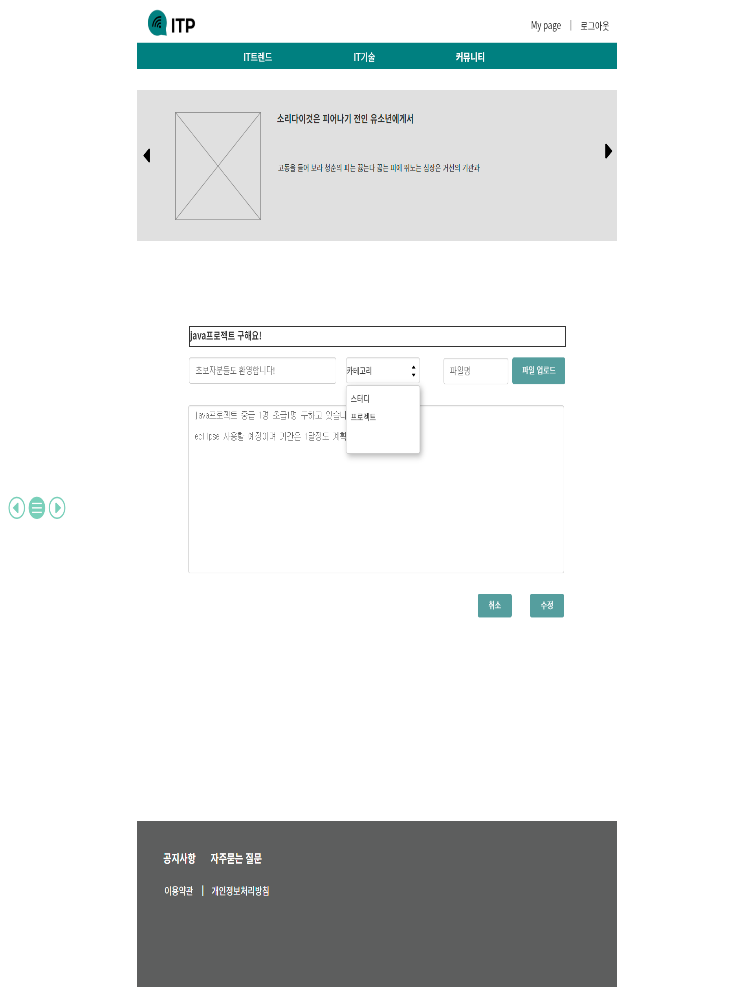 ITP
My page | 로그아웃
IT트렌드 IT기술 커뮤니티
소리다이것은 피어나기 전인 유소년에게서
고동을 들어 보라 청춘의 피는 끓는다 끓는 피에 뛰노는 심장은 거선의 기관과
java프로젝트 구해요!
초보자분들도 환영합니다!
카테고리
파일명
파일 업로드
스터디
프로젝트
java프로젝트 중급 1명 초급1명 구하고 있습니
eclipse 사용할 예정이며 기간은 1달정도 계획
취소
수정
공지사항 자주묻는 질문
이용약관 | 개인정보처리방침